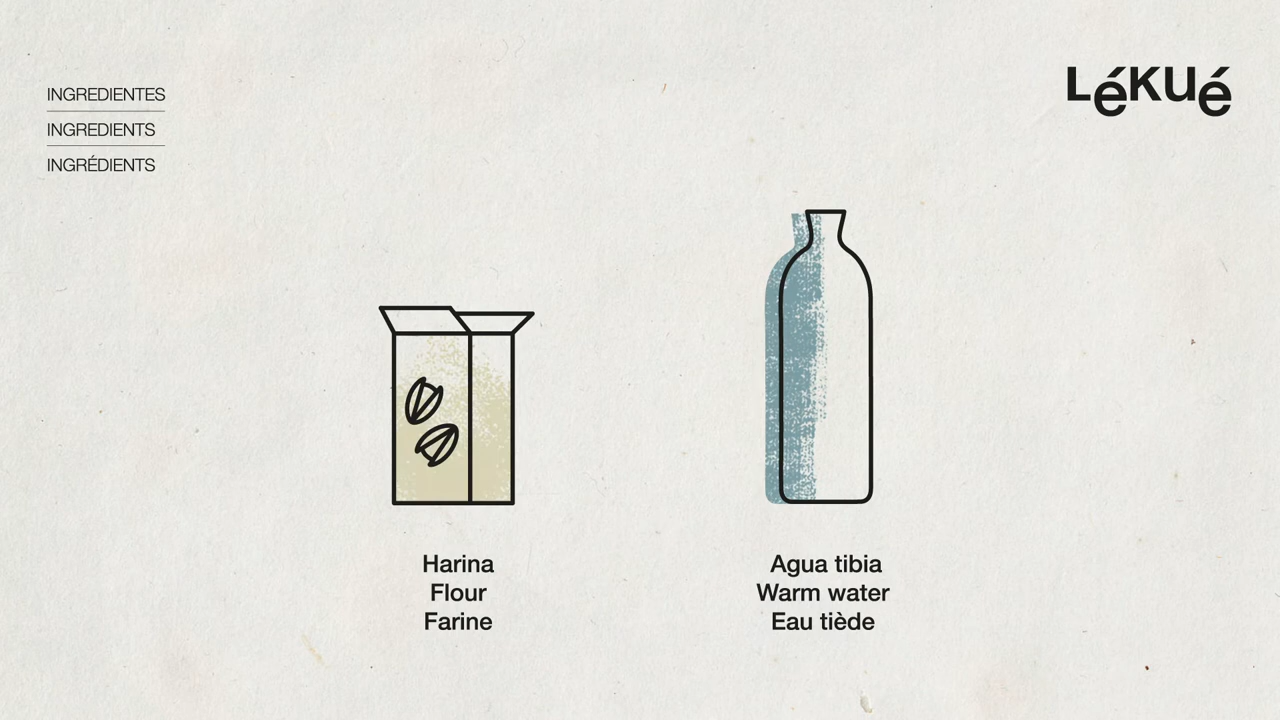 INGREDIENTES
INGREDIENTS
INGRÉDIENTS
LéKUé
Harina
Flour
Farine
Agua tibia
Warm water
Eau tiède